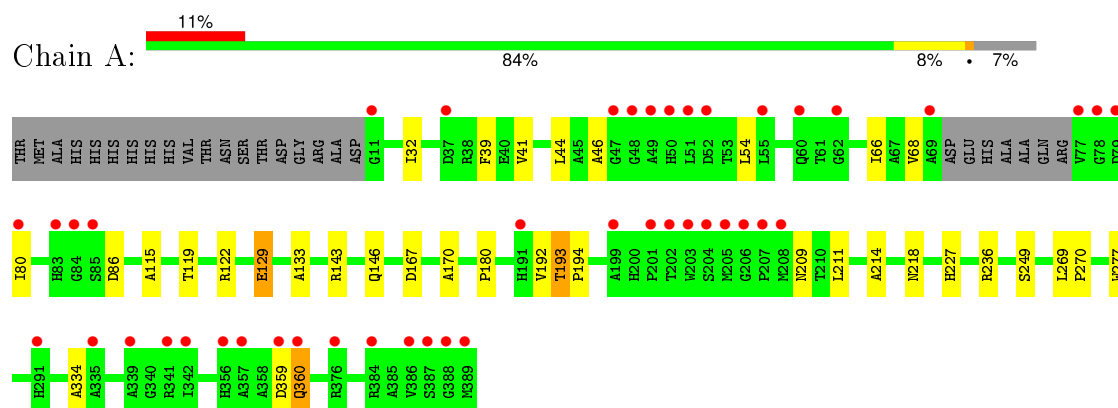 Chain A:
11%
84% 8% • 7%
THR MET ALA HIS HIS HIS HIS HIS HIS HIS VAL THR ASN SER THR ASP GLY ARG ALA ASP G11 I32 D37 R38 F39 E40 V41 L44 A45 A46 G47 G48 A49 H50 L51 D52 T53 L54 L55 Q60 T61 G62 I66 A67 V68 A69 ASP GLU HIS ALA ALA GLN ARG V77 G78 D79
I80 H83 G84 S85 D86 A115 T119 R122 E129 A133 R143 Q146 D167 A170 P180 H191 V192 T193 P194 A199 H200 P201 T202 W203 S204 M205 G206 P207 M208 N209 T210 L211 A214 N218 H227 R236 S249 L269 P270 W277
H291 A334 A335 A339 G340 R341 I342 H356 A357 A358 D359 Q360 R376 R384 A385 V386 S387 G388 M389